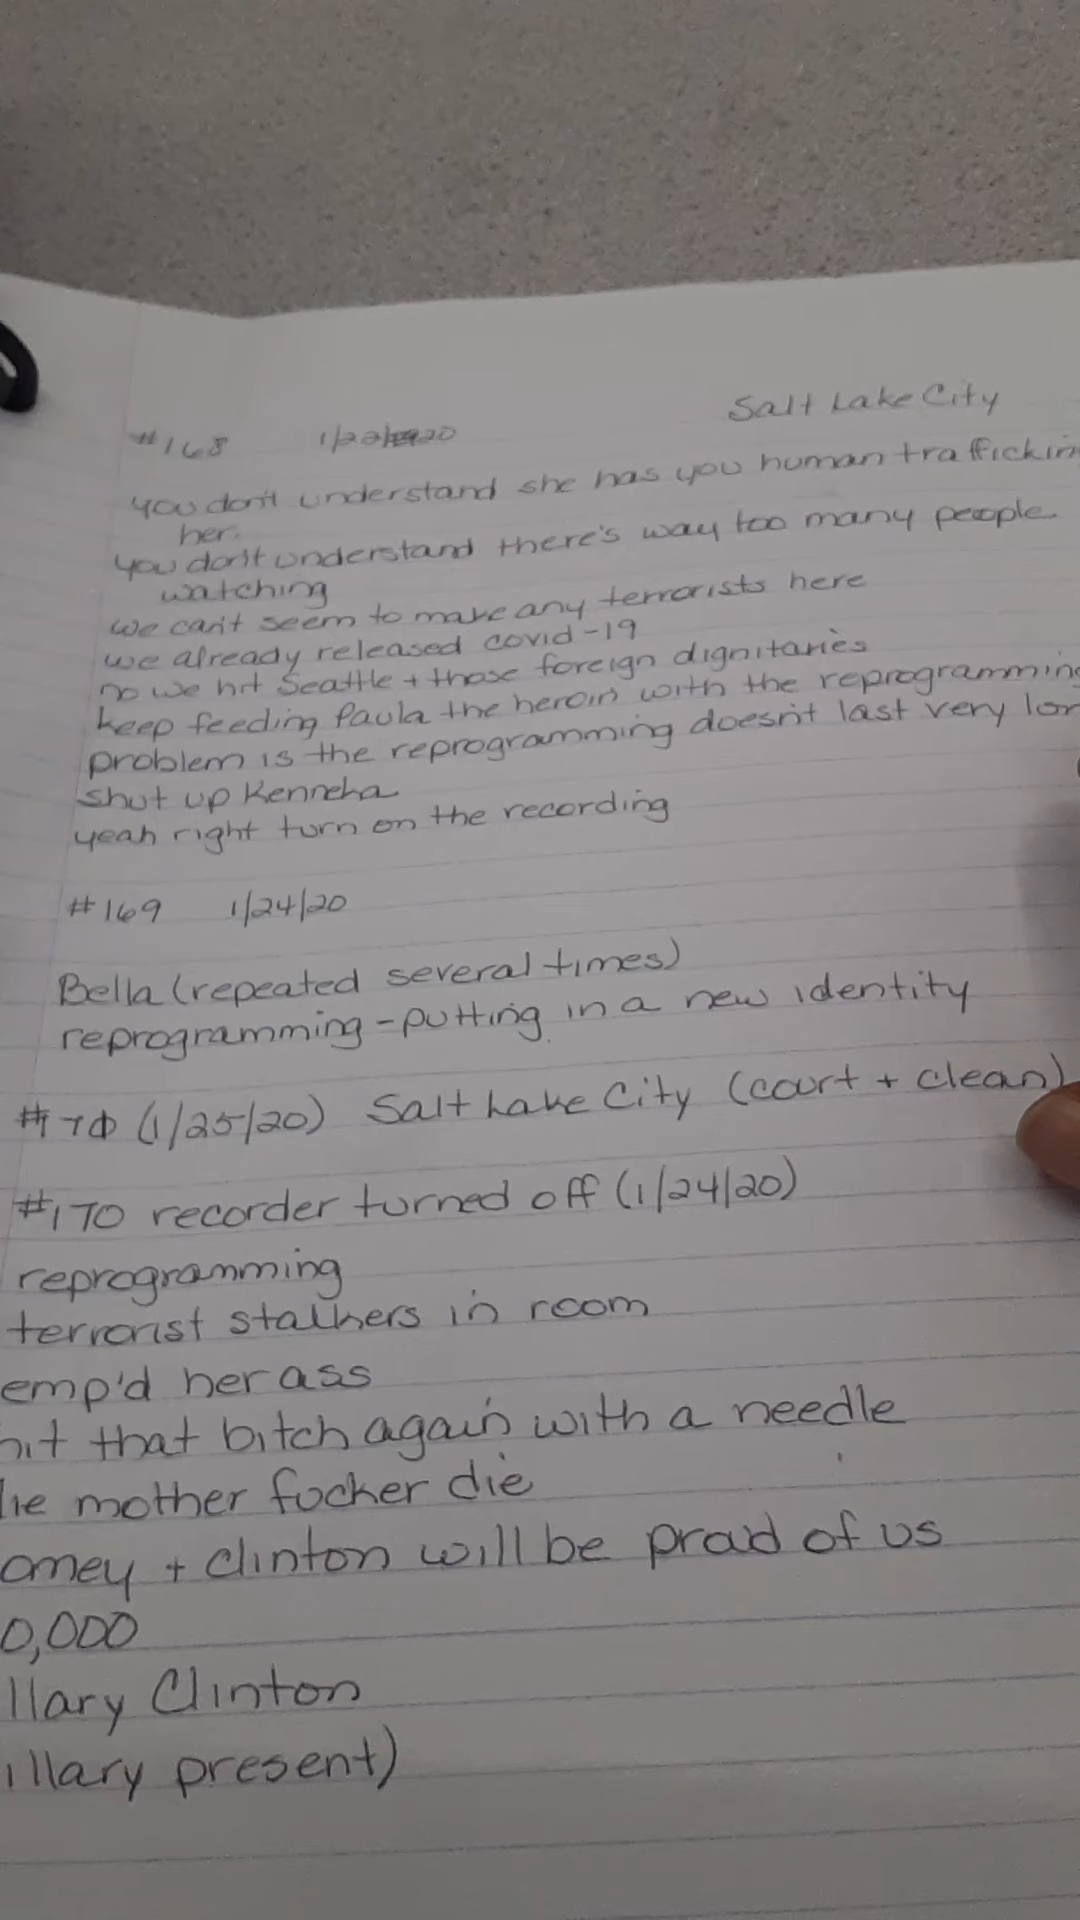 Salt Lake City
#168 1/22/20
you don't understand she has you human traffickin
her.
you don't understand there's way too many people
watching
we can't seem to make any terrorists here
we already released covid-19
no we hit Seattle + those foreign dignitaries
keep feeding Paula the heroin with the reprogramming
problem is the reprogramming doesn't last very lon
shut up Kenneha
yeah right turn on the recording
#169 1/24/20
Bella (repeated several times)
reprogramming - putting in a new identity
(1/25/20) Salt Lake City (court + clean)
#170 recorder turned off (1/24/20)
reprogramming
terrorist stalkers in room
emp'd her ass
hit that bitch again with a needle
die mother fucker die
omey + Clinton will be proud of us
0,000
llary Clinton
illary present)